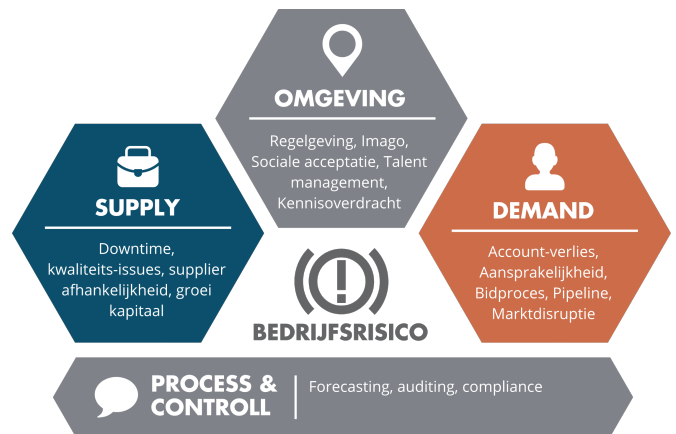 OMGEVING
Regelgeving, Imago,
Sociale acceptatie, Talent
management,
Kennisoverdracht
SUPPLY
Downtime,
kwaliteits-issues, supplier
afhankelijkheid, groei
kapitaal
DEMAND
Account-verlies,
Aansprakelijkheid,
Bidproces, Pipeline,
Marktdisruptie
BEDRIJFSRISICO
PROCESS &
CONTROLL
Forecasting, auditing, compliance